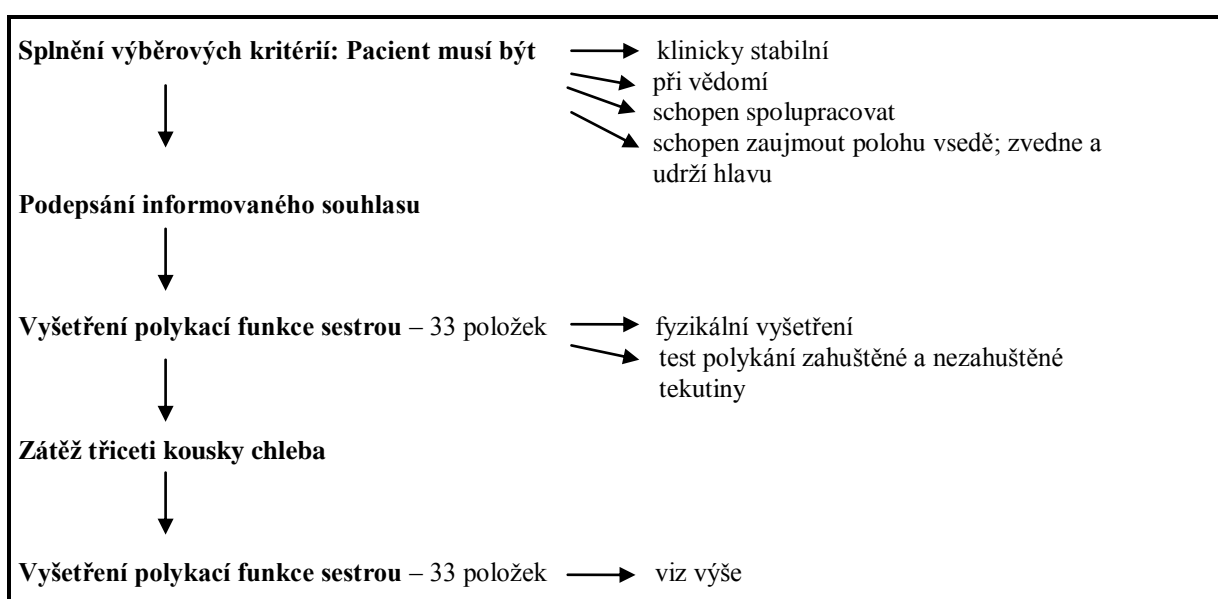 Splnění výběrových kritérií: Pacient musí být
klinicky stabilní
při vědomí
schopen spolupracovat
schopen zaujmout polohu vsedě; zvedne a
udrží hlavu
Podepsání informovaného souhlasu
Vyšetření polykací funkce sestrou – 33 položek
fyzikální vyšetření
test polykání zahuštěné a nezahuštěné
tekutiny
Zátěž třiceti kousky chleba
Vyšetření polykací funkce sestrou – 33 položek
viz výše